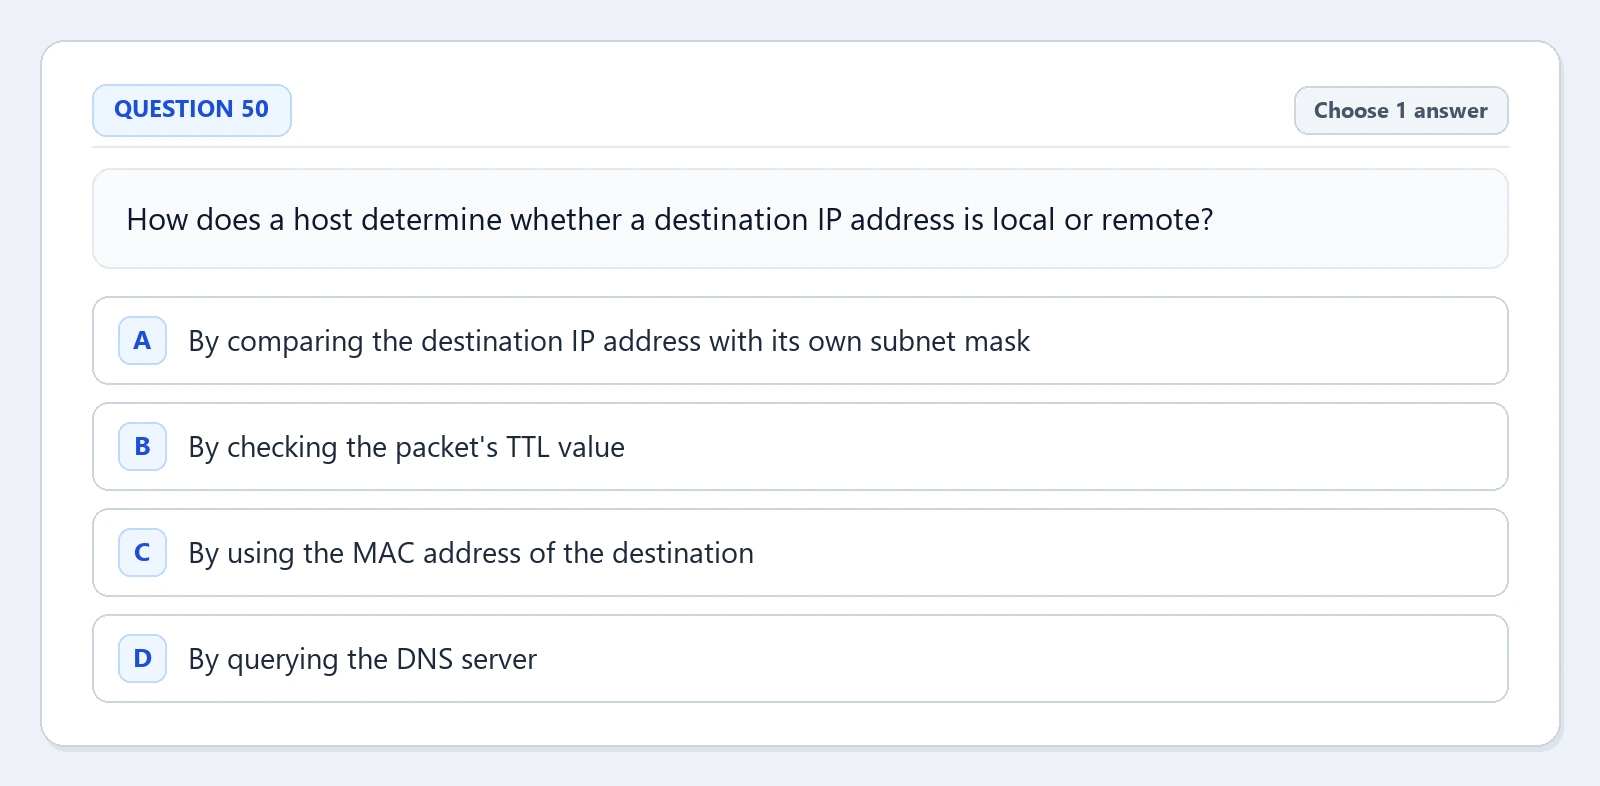 QUESTION 50
Choose 1 answer
How does a host determine whether a destination IP address is local or remote?
A By comparing the destination IP address with its own subnet mask
B By checking the packet's TTL value
C By using the MAC address of the destination
D By querying the DNS server